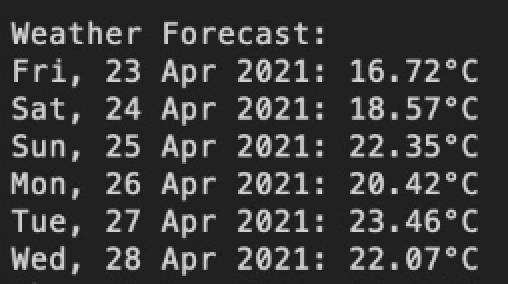 Weather Forecast:
Fri, 23 Apr 2021: 16.72°C
Sat, 24 Apr 2021: 18.57°C
Sun, 25 Apr 2021: 22.35°C
Mon, 26 Apr 2021: 20.42°C
Tue, 27 Apr 2021: 23.46°C
Wed, 28 Apr 2021: 22.07°C